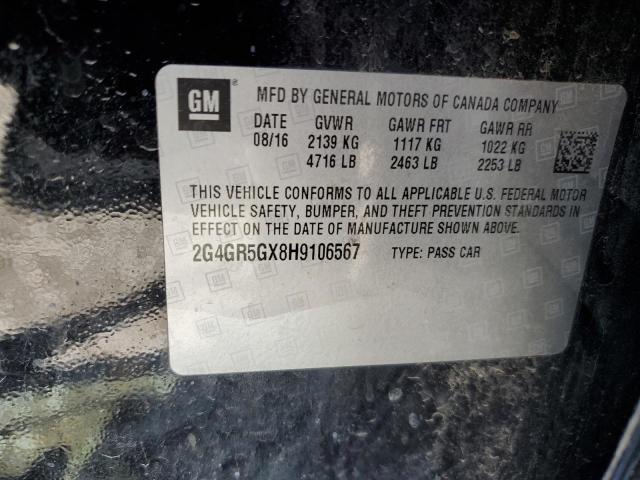 GM
MFD BY GENERAL MOTORS OF CANADA COMPANY
DATE GVWR GAWR FRT GAWR RR
08/16 2139 KG 1117 KG 1022 KG
4716 LB 2463 LB 2253 LB
THIS VEHICLE CONFORMS TO ALL APPLICABLE U.S. FEDERAL MOTOR
VEHICLE SAFETY, BUMPER, AND THEFT PREVENTION STANDARDS IN
EFFECT ON THE DATE OF MANUFACTURE SHOWN ABOVE.
2G4GR5GX8H9106567 TYPE: PASS CAR